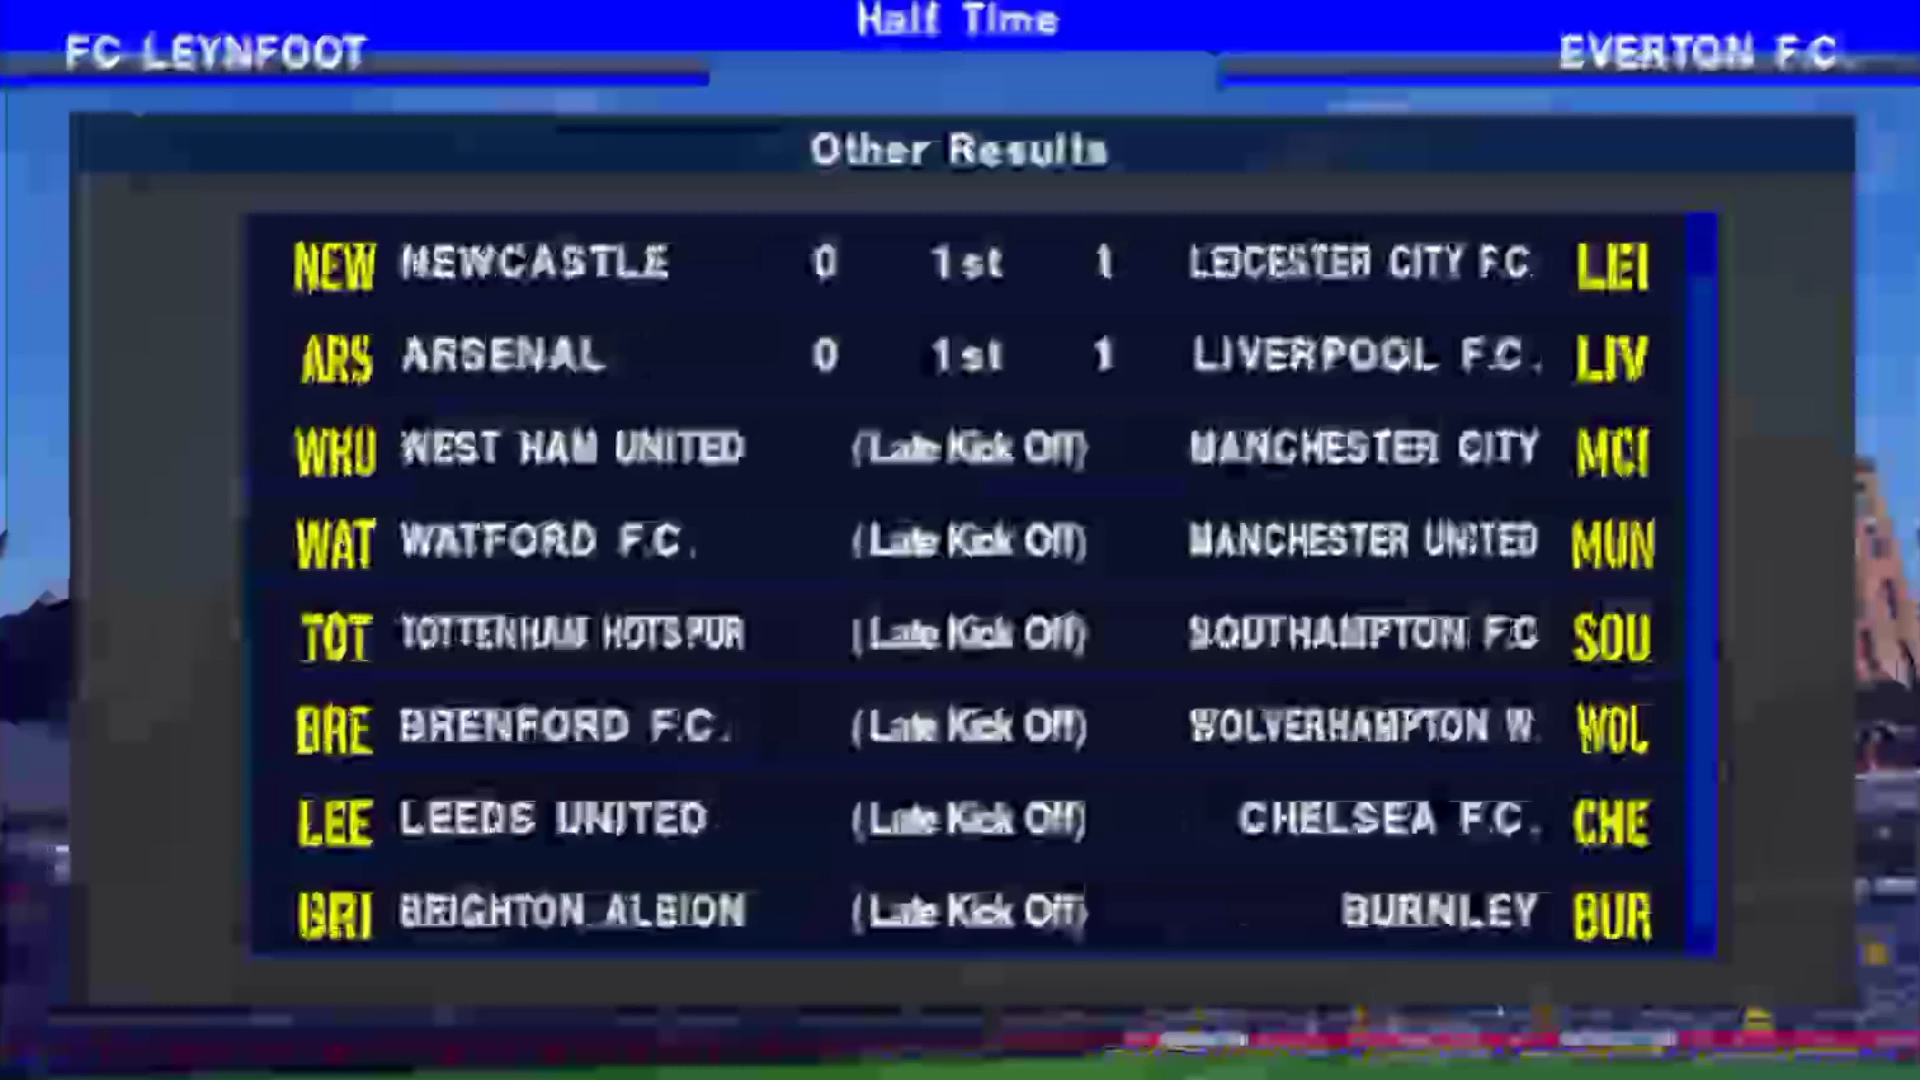 Half Time
FC LEYNFOOT EVERTON F.C.
Other Results
NEW NEWCASTLE 0 1st 1 LEICESTER CITY F.C. LEI
ARS ARSENAL 0 1st 1 LIVERPOOL F.C. LIV
WHU WEST HAM UNITED (Late Kick Off) MANCHESTER CITY MCI
WAT WATFORD F.C. (Late Kick Off) MANCHESTER UNITED MUN
TOT TOTTENHAM HOTSPUR (Late Kick Off) SOUTHAMPTON F.C SOU
BRE BRENFORD F.C. (Late Kick Off) WOLVERHAMPTON W. WOL
LEE LEEDS UNITED (Late Kick Off) CHELSEA F.C. CHE
BRI BRIGHTON ALBION (Late Kick Off) BURNLEY BUR